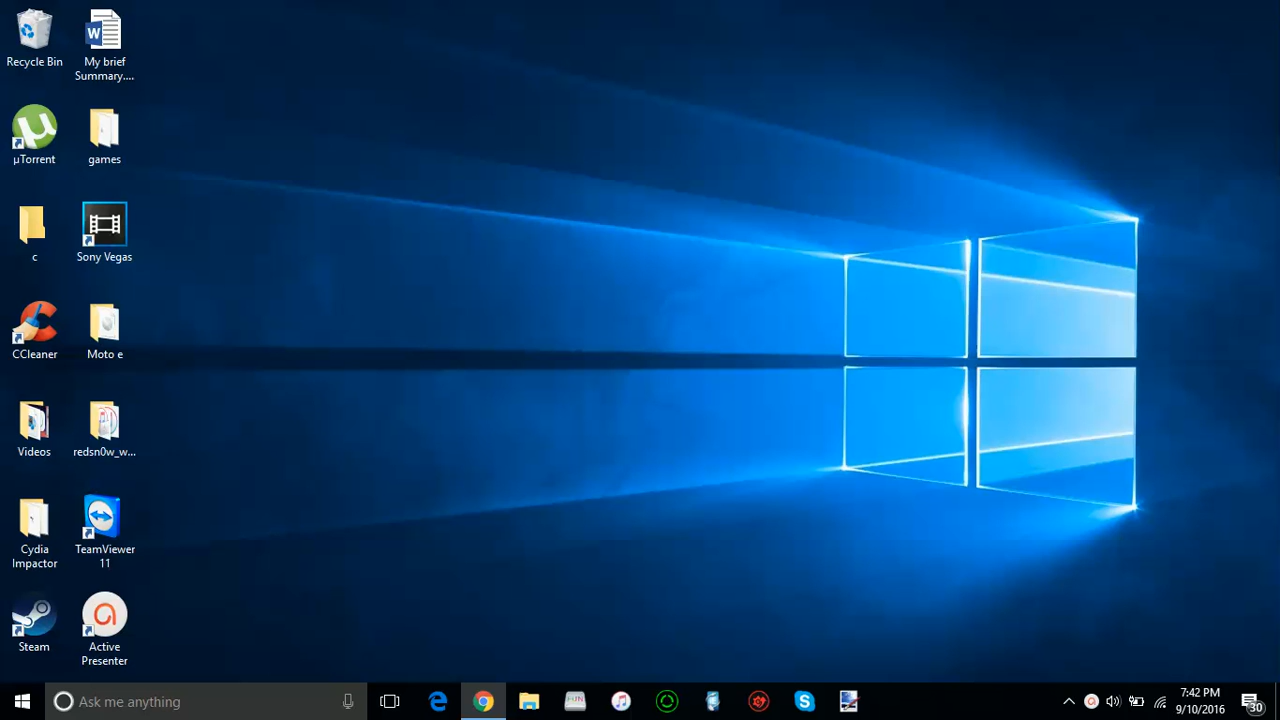 Recycle Bin
My brief
Summary....
µTorrent
games
c
Sony Vegas
CCleaner
Moto e
Videos
redsn0w_w...
Cydia
Impactor
TeamViewer
11
Steam
Active
Presenter
Ask me anything
7:42 PM
9/10/2016
30